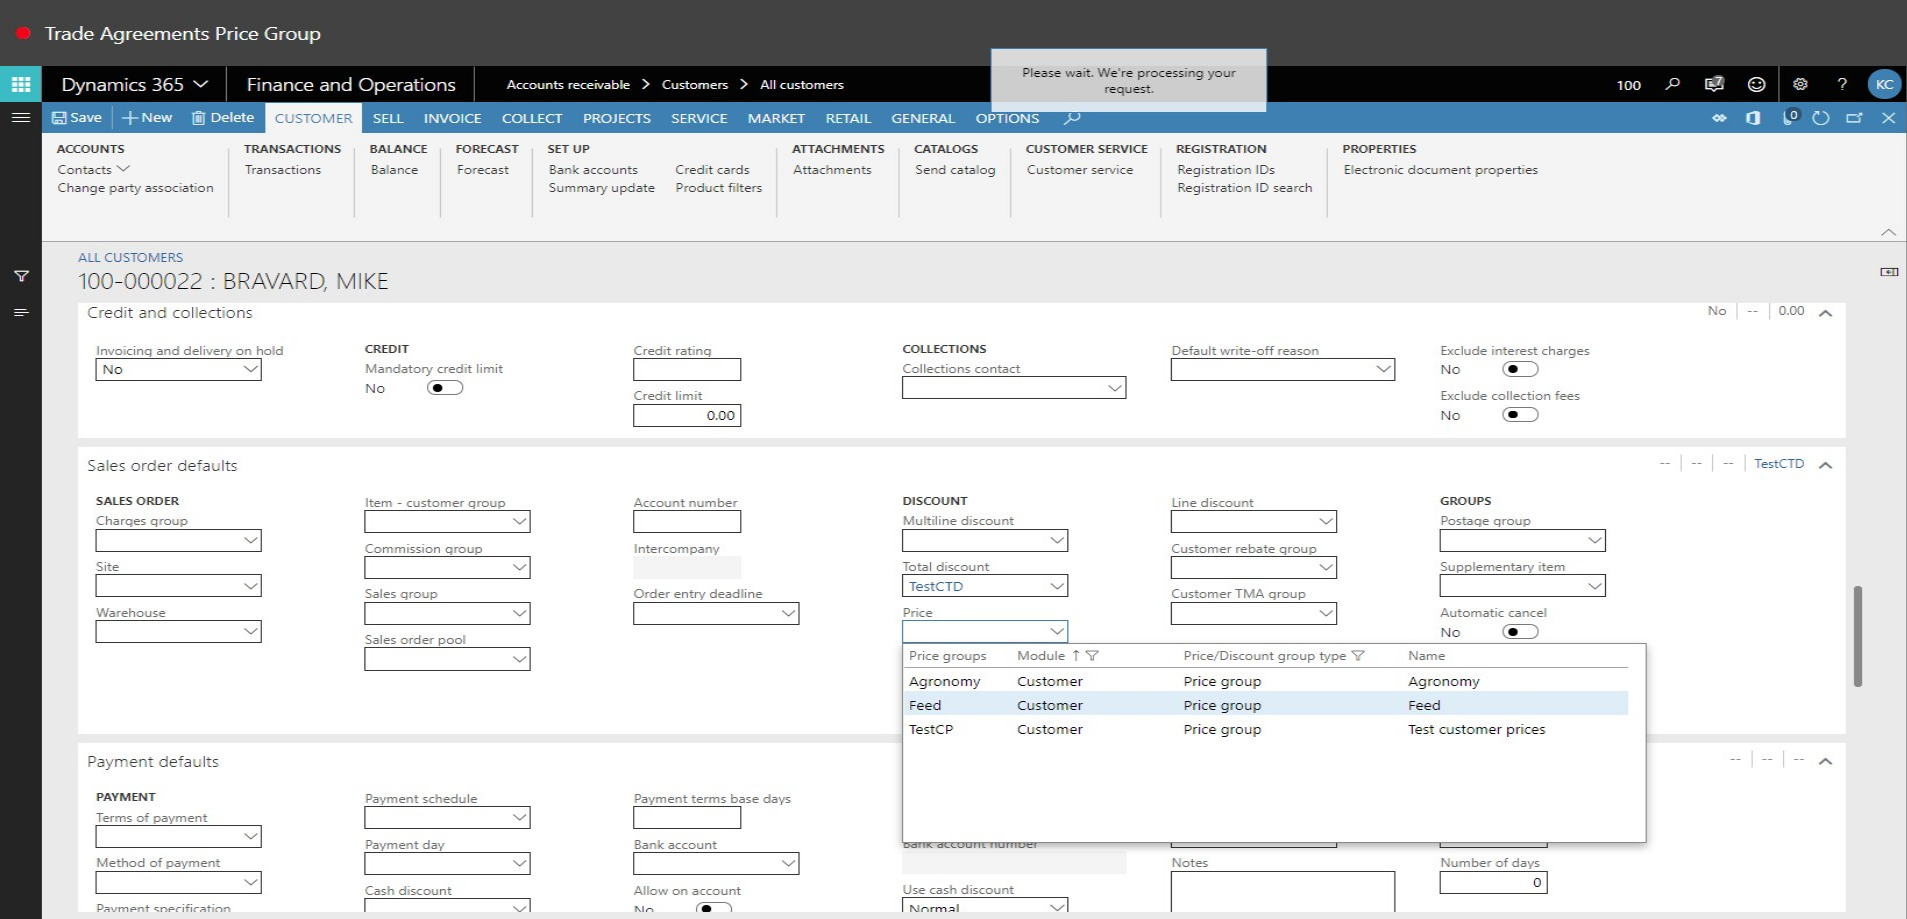 Trade Agreements Price Group
Dynamics 365
Finance and Operations
Accounts receivable > Customers > All customers
Please wait. We're processing your
request.
100
7
?
KC
Save
New
Delete
CUSTOMER
SELL
INVOICE
COLLECT
PROJECTS
SERVICE
MARKET
RETAIL
GENERAL
OPTIONS
0
ACCOUNTS
Contacts
Change party association
TRANSACTIONS
Transactions
BALANCE
Balance
FORECAST
Forecast
SET UP
Bank accounts
Summary update
Credit cards
Product filters
ATTACHMENTS
Attachments
CATALOGS
Send catalog
CUSTOMER SERVICE
Customer service
REGISTRATION
Registration IDs
Registration ID search
PROPERTIES
Electronic document properties
ALL CUSTOMERS
100-000022 : BRAVARD, MIKE
Credit and collections
No
--
0.00
Invoicing and delivery on hold
No
CREDIT
Mandatory credit limit
No
Credit rating
Credit limit
0.00
COLLECTIONS
Collections contact
Default write-off reason
Exclude interest charges
No
Exclude collection fees
No
Sales order defaults
--
--
--
TestCTD
SALES ORDER
Charges group
Site
Warehouse
Item - customer group
Commission group
Sales group
Sales order pool
Account number
Intercompany
Order entry deadline
DISCOUNT
Multiline discount
Total discount
TestCTD
Price
Line discount
Customer rebate group
Customer TMA group
GROUPS
Postage group
Supplementary item
Automatic cancel
No
Price groups Module Price/Discount group type Name
Agronomy Customer Price group Agronomy
Feed Customer Price group Feed
TestCP Customer Price group Test customer prices
Payment defaults
--
--
--
PAYMENT
Terms of payment
Method of payment
Payment specification
Payment schedule
Payment day
Cash discount
Payment terms base days
Bank account
Allow on account
No
Bank account number
Use cash discount
Normal
Notes
Number of days
0